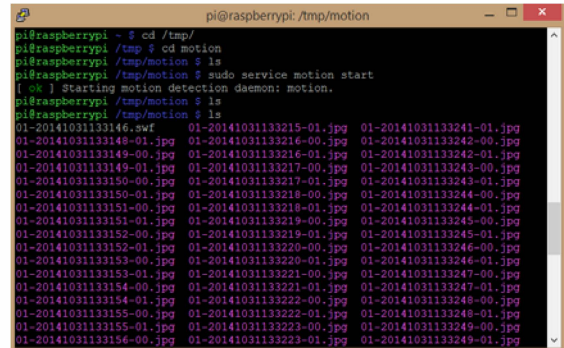 pi@raspberrypi: /tmp/motion
pi@raspberrypi ~ $ cd /tmp/
pi@raspberrypi /tmp $ cd motion
pi@raspberrypi /tmp/motion $ ls
pi@raspberrypi /tmp/motion $ sudo service motion start
[ ok ] Starting motion detection daemon: motion.
pi@raspberrypi /tmp/motion $ ls
pi@raspberrypi /tmp/motion $ ls
01-20141031133146.swf 01-20141031133215-01.jpg 01-20141031133241-01.jpg
01-20141031133148-01.jpg 01-20141031133216-00.jpg 01-20141031133242-00.jpg
01-20141031133149-00.jpg 01-20141031133216-01.jpg 01-20141031133242-01.jpg
01-20141031133149-01.jpg 01-20141031133217-00.jpg 01-20141031133243-00.jpg
01-20141031133150-00.jpg 01-20141031133217-01.jpg 01-20141031133243-01.jpg
01-20141031133150-01.jpg 01-20141031133218-00.jpg 01-20141031133244-00.jpg
01-20141031133151-00.jpg 01-20141031133218-01.jpg 01-20141031133244-01.jpg
01-20141031133151-01.jpg 01-20141031133219-00.jpg 01-20141031133245-00.jpg
01-20141031133152-00.jpg 01-20141031133219-01.jpg 01-20141031133245-01.jpg
01-20141031133152-01.jpg 01-20141031133220-00.jpg 01-20141031133246-00.jpg
01-20141031133153-00.jpg 01-20141031133220-01.jpg 01-20141031133246-01.jpg
01-20141031133153-01.jpg 01-20141031133221-00.jpg 01-20141031133247-00.jpg
01-20141031133154-00.jpg 01-20141031133221-01.jpg 01-20141031133247-01.jpg
01-20141031133154-01.jpg 01-20141031133222-00.jpg 01-20141031133248-00.jpg
01-20141031133155-00.jpg 01-20141031133222-01.jpg 01-20141031133248-01.jpg
01-20141031133155-01.jpg 01-20141031133223-00.jpg 01-20141031133249-00.jpg
01-20141031133156-00.jpg 01-20141031133223-01.jpg 01-20141031133249-01.jpg